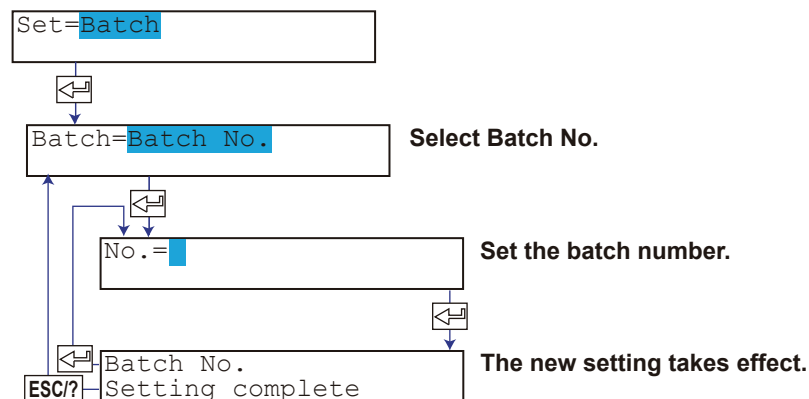 Set=Batch
Batch=Batch No.
Select Batch No.
No.=
Set the batch number.
Batch No.
The new setting takes effect.
ESC/?
Setting complete